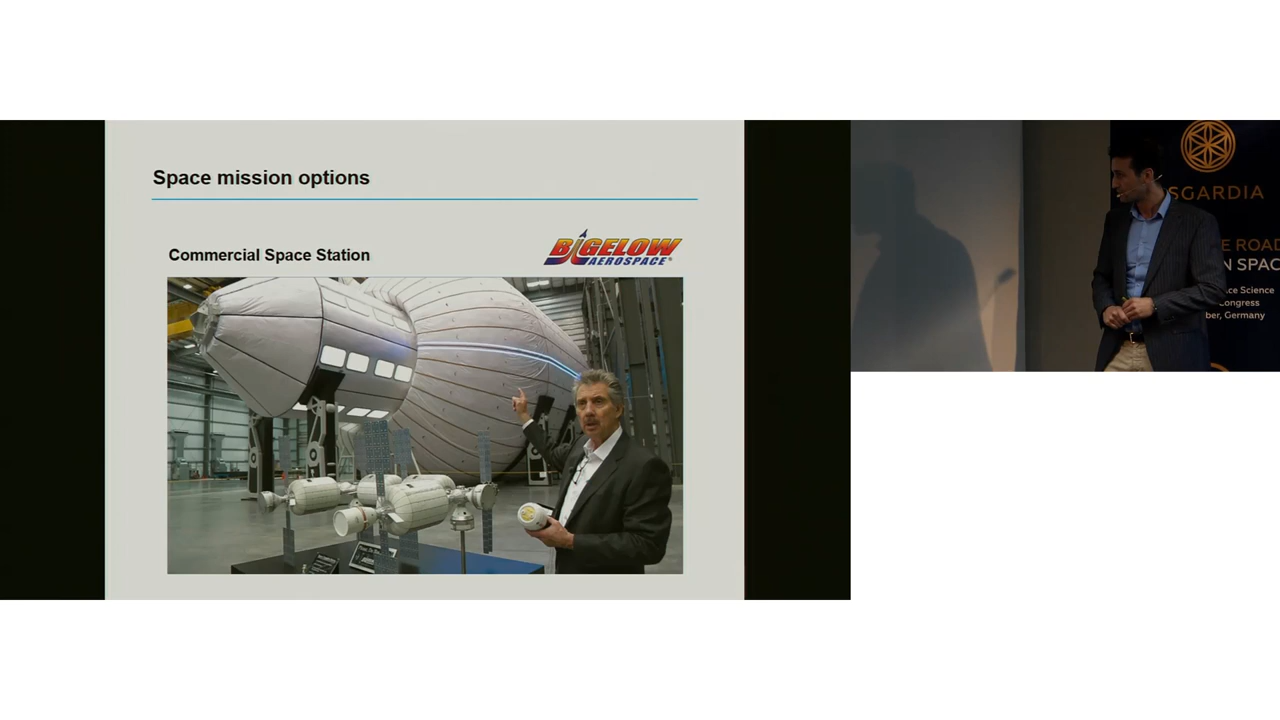 Space mission options
Commercial Space Station
BIGELOW
AEROSPACE
SGARDIA
E ROAD
N SPAC
ce Science
Congress
ber, Germany